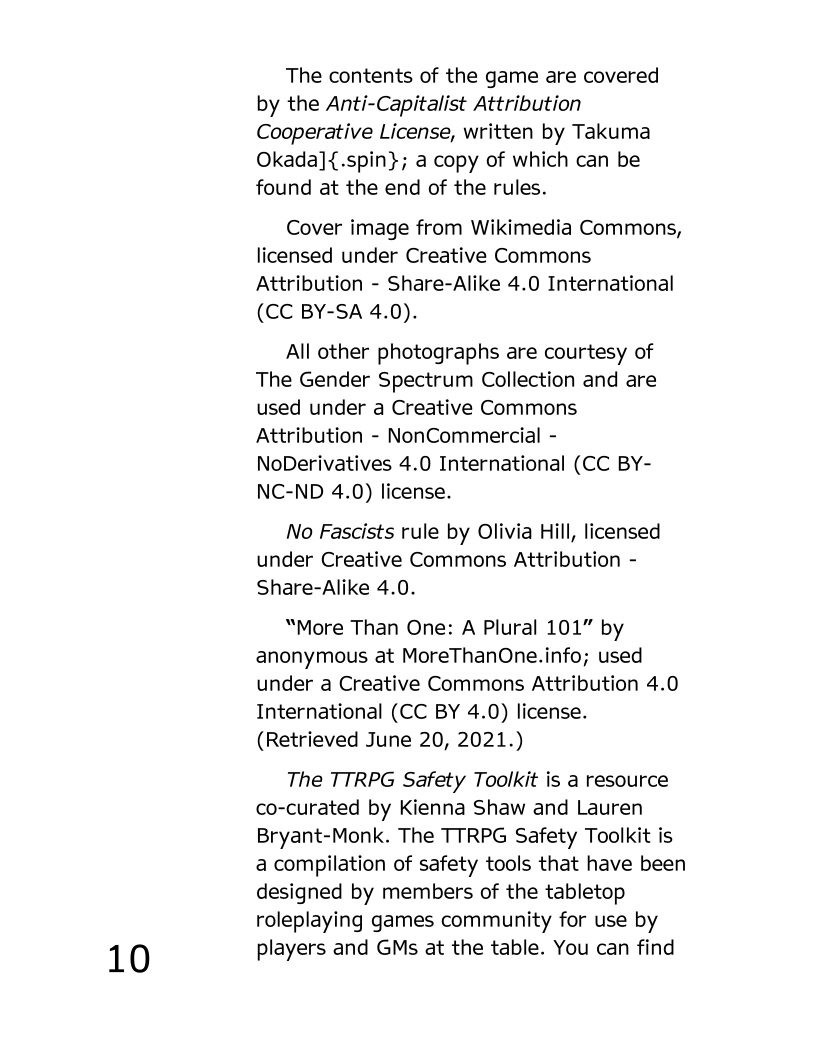 The contents of the game are covered
by the Anti-Capitalist Attribution
Cooperative License, written by Takuma
Okada]{.spin}; a copy of which can be
found at the end of the rules.
Cover image from Wikimedia Commons,
licensed under Creative Commons
Attribution - Share-Alike 4.0 International
(CC BY-SA 4.0).
All other photographs are courtesy of
The Gender Spectrum Collection and are
used under a Creative Commons
Attribution - NonCommercial -
NoDerivatives 4.0 International (CC BY-
NC-ND 4.0) license.
No Fascists rule by Olivia Hill, licensed
under Creative Commons Attribution -
Share-Alike 4.0.
“More Than One: A Plural 101” by
anonymous at MoreThanOne.info; used
under a Creative Commons Attribution 4.0
International (CC BY 4.0) license.
(Retrieved June 20, 2021.)
The TTRPG Safety Toolkit is a resource
co-curated by Kienna Shaw and Lauren
Bryant-Monk. The TTRPG Safety Toolkit is
a compilation of safety tools that have been
designed by members of the tabletop
roleplaying games community for use by
players and GMs at the table. You can find
10